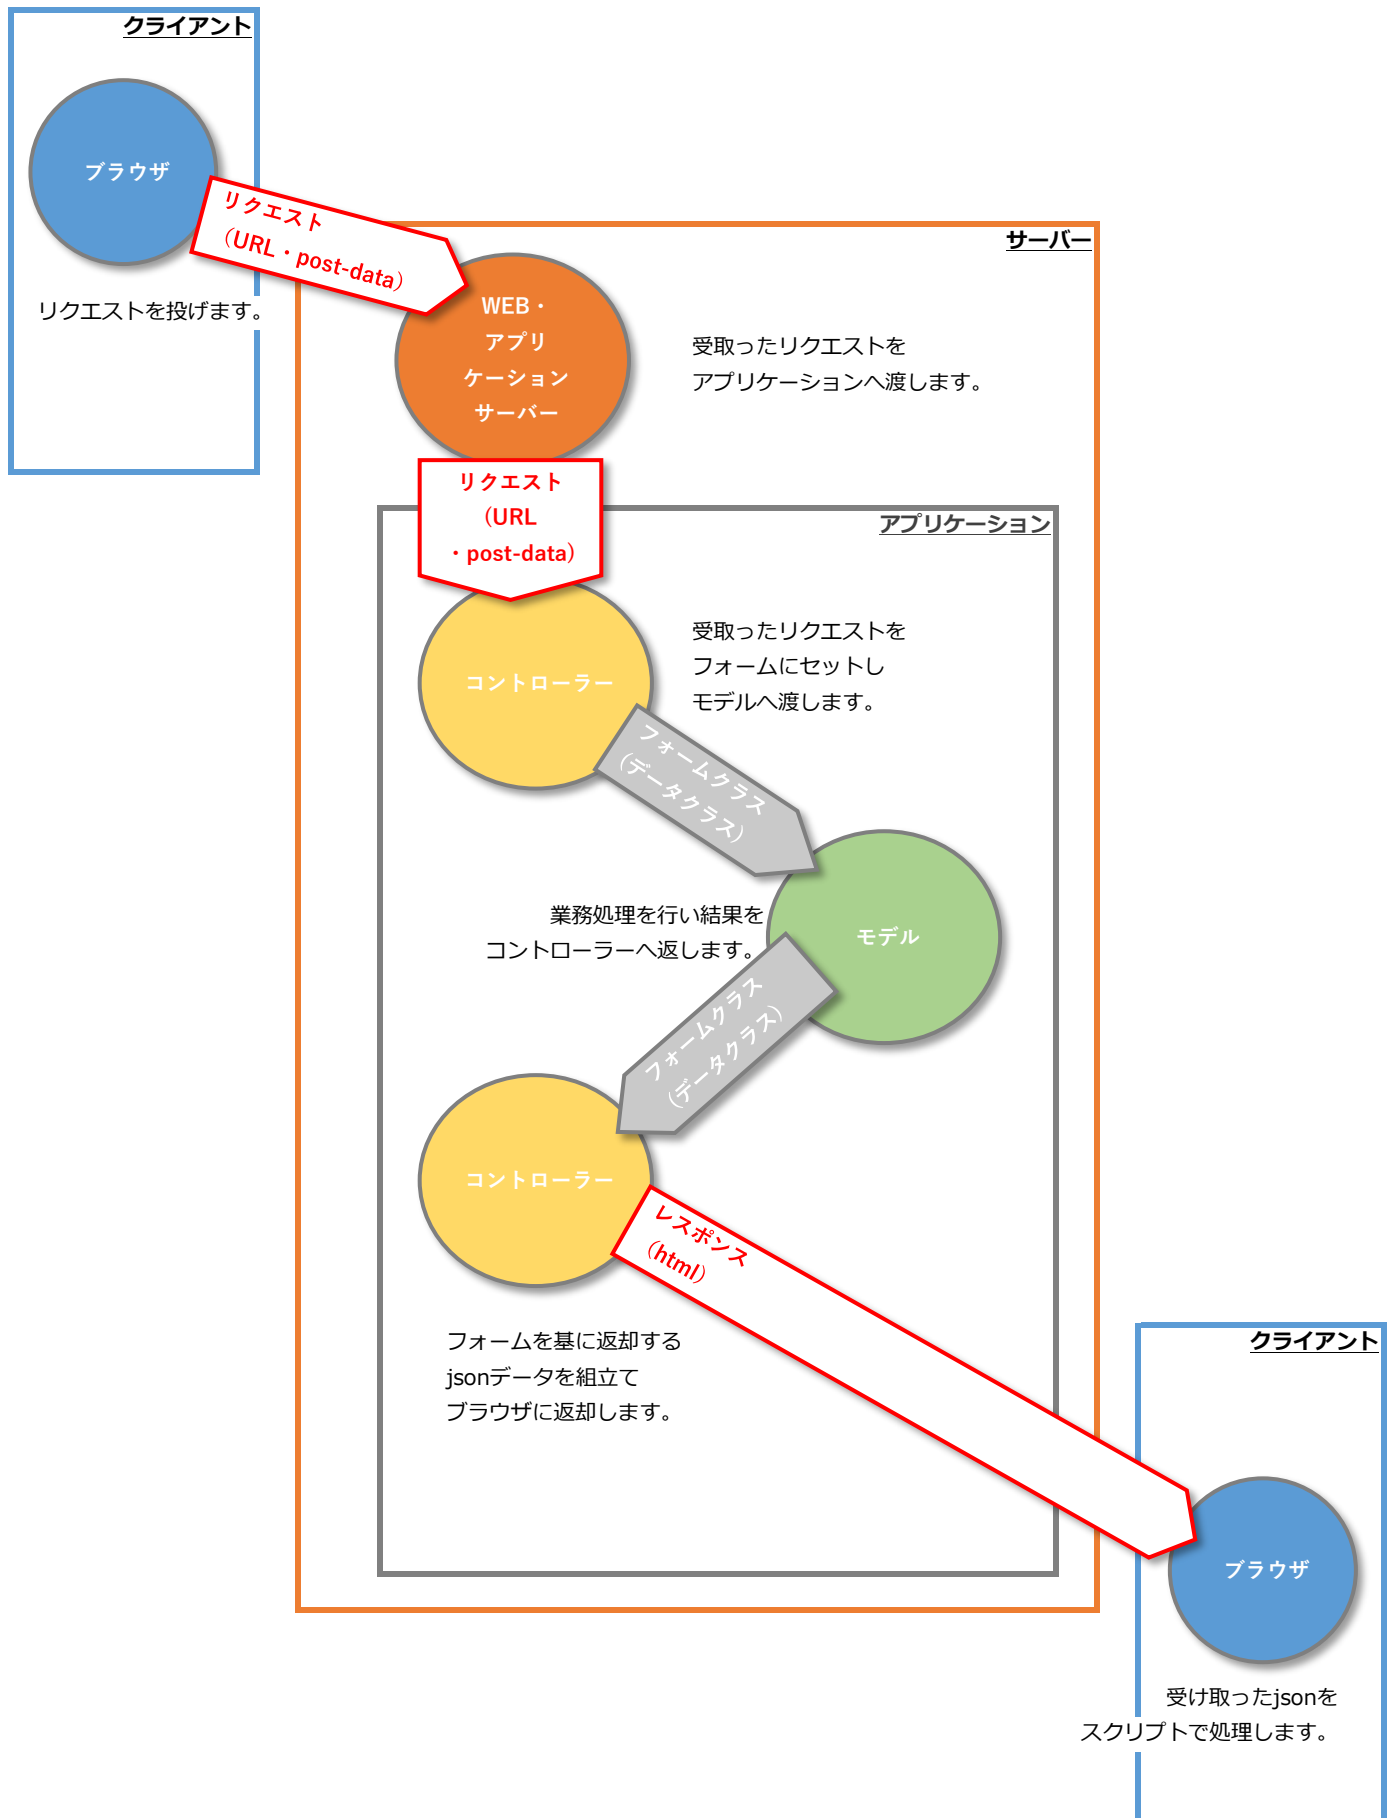 クライアント
ブラウザ
リクエスト
（URL・post-data）
リクエストを投げます。
サーバー
WEB・
アプリ
ケーション
サーバー
受取ったリクエストを
アプリケーションへ渡します。
リクエスト
（URL
・post-data）
アプリケーション
コントローラー
受取ったリクエストを
フォームにセットし
モデルへ渡します。
フォームクラス
（データクラス）
モデル
業務処理を行い結果を
コントローラーへ返します。
フォームクラス
（データクラス）
コントローラー
レスポンス
（html）
フォームを基に返却する
jsonデータを組立て
ブラウザに返却します。
クライアント
ブラウザ
受け取ったjsonを
スクリプトで処理します。